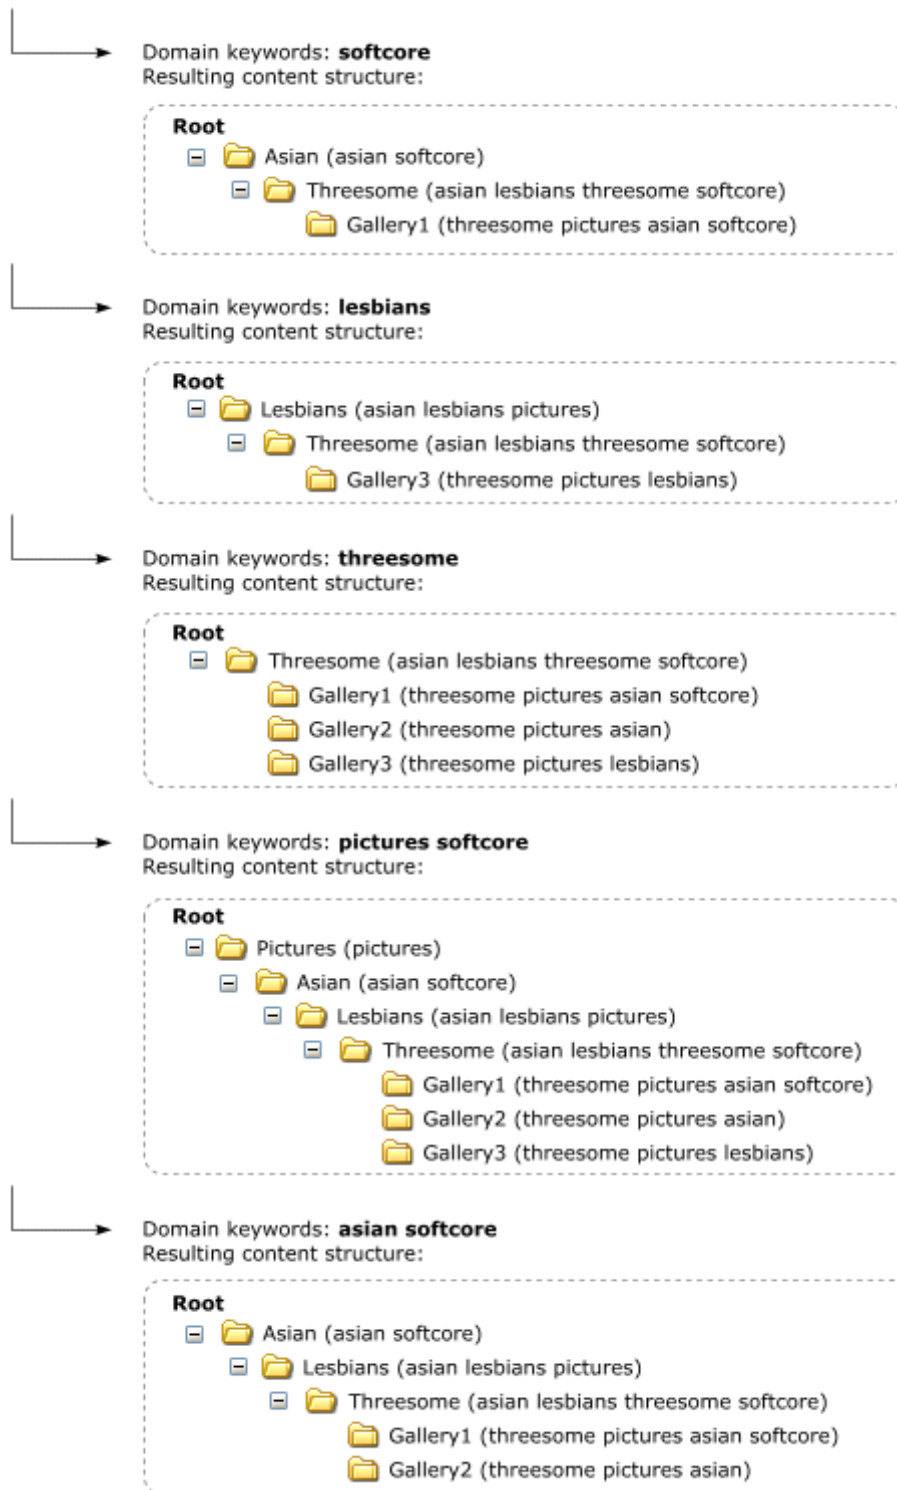 Domain keywords: softcore
Resulting content structure:
Root
Asian (asian softcore)
Threesome (asian lesbians threesome softcore)
Gallery1 (threesome pictures asian softcore)
Domain keywords: lesbians
Resulting content structure:
Root
Lesbians (asian lesbians pictures)
Threesome (asian lesbians threesome softcore)
Gallery3 (threesome pictures lesbians)
Domain keywords: threesome
Resulting content structure:
Root
Threesome (asian lesbians threesome softcore)
Gallery1 (threesome pictures asian softcore)
Gallery2 (threesome pictures asian)
Gallery3 (threesome pictures lesbians)
Domain keywords: pictures softcore
Resulting content structure:
Root
Pictures (pictures)
Asian (asian softcore)
Lesbians (asian lesbians pictures)
Threesome (asian lesbians threesome softcore)
Gallery1 (threesome pictures asian softcore)
Gallery2 (threesome pictures asian)
Gallery3 (threesome pictures lesbians)
Domain keywords: asian softcore
Resulting content structure:
Root
Asian (asian softcore)
Lesbians (asian lesbians pictures)
Threesome (asian lesbians threesome softcore)
Gallery1 (threesome pictures asian softcore)
Gallery2 (threesome pictures asian)